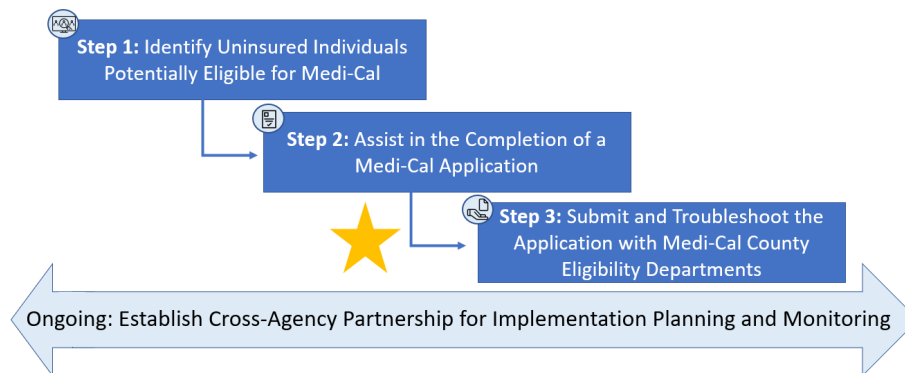 Step 1: Identify Uninsured Individuals
Potentially Eligible for Medi-Cal
Step 2: Assist in the Completion of a
Medi-Cal Application
Step 3: Submit and Troubleshoot the
Application with Medi-Cal County
Eligibility Departments
Ongoing: Establish Cross-Agency Partnership for Implementation Planning and Monitoring